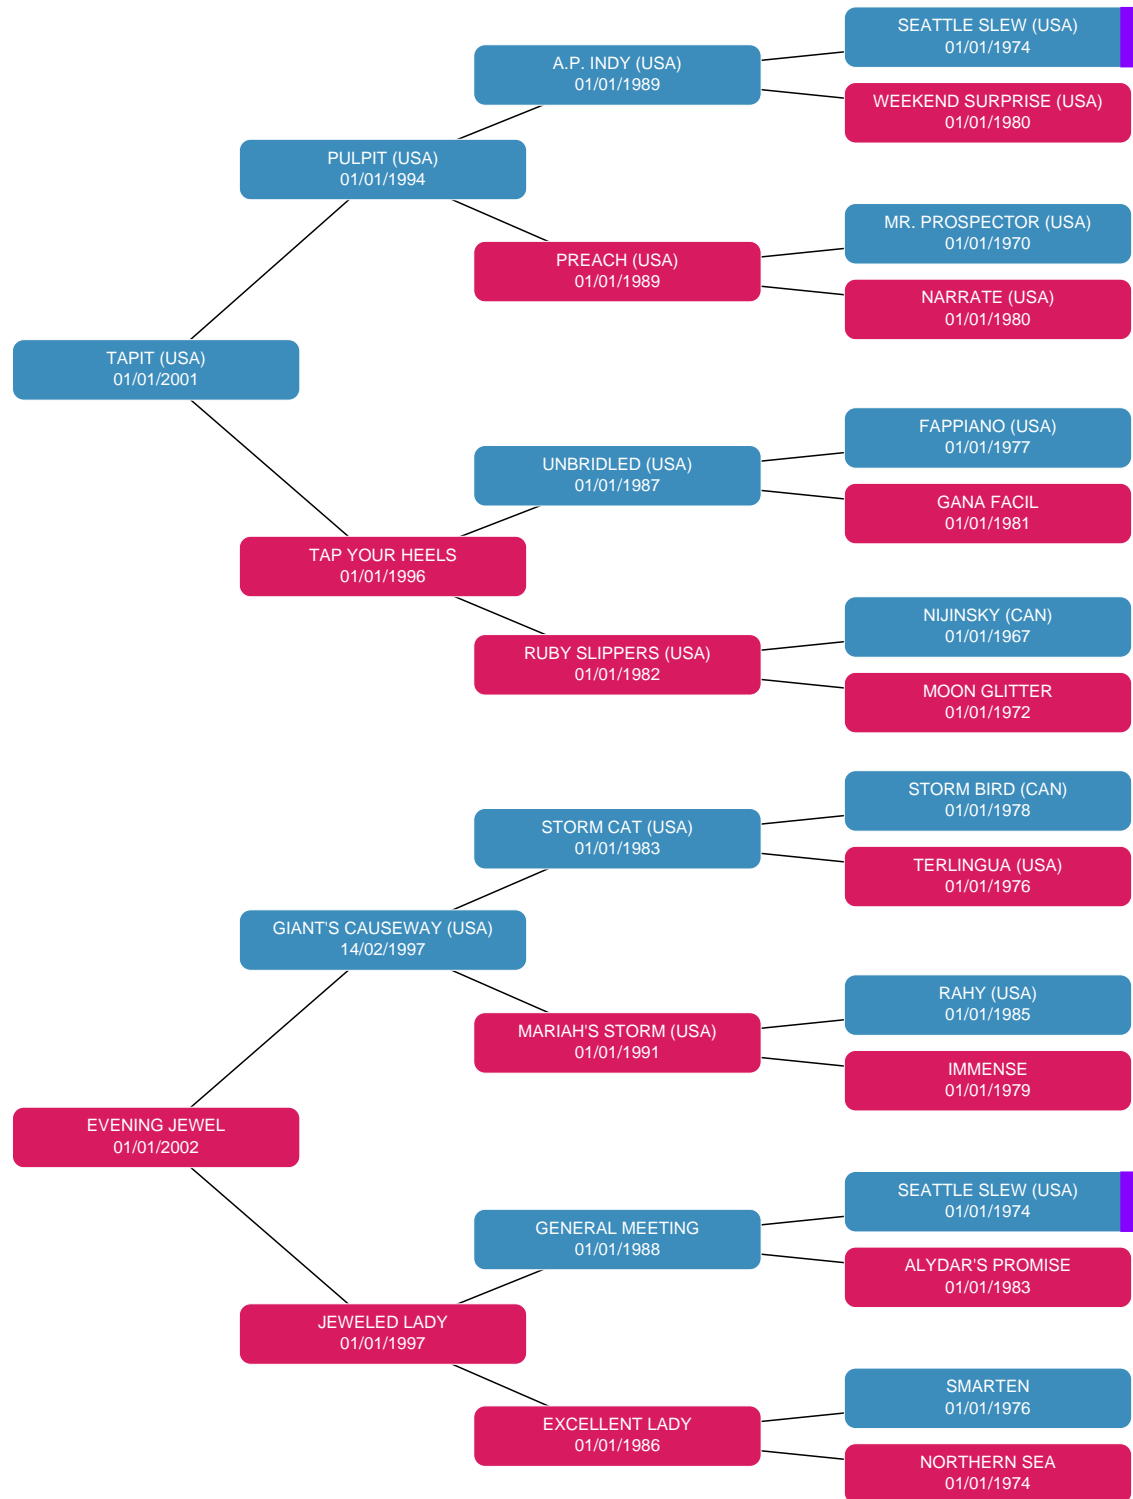 SEATTLE SLEW (USA)
01/01/1974
A.P. INDY (USA)
01/01/1989
WEEKEND SURPRISE (USA)
01/01/1980
PULPIT (USA)
01/01/1994
MR. PROSPECTOR (USA)
01/01/1970
PREACH (USA)
01/01/1989
NARRATE (USA)
01/01/1980
TAPIT (USA)
01/01/2001
FAPPIANO (USA)
01/01/1977
UNBRIDLED (USA)
01/01/1987
GANA FACIL
01/01/1981
TAP YOUR HEELS
01/01/1996
NIJINSKY (CAN)
01/01/1967
RUBY SLIPPERS (USA)
01/01/1982
MOON GLITTER
01/01/1972
STORM BIRD (CAN)
01/01/1978
STORM CAT (USA)
01/01/1983
TERLINGUA (USA)
01/01/1976
GIANT'S CAUSEWAY (USA)
14/02/1997
RAHY (USA)
01/01/1985
MARIAH'S STORM (USA)
01/01/1991
IMMENSE
01/01/1979
EVENING JEWEL
01/01/2002
SEATTLE SLEW (USA)
01/01/1974
GENERAL MEETING
01/01/1988
ALYDAR'S PROMISE
01/01/1983
JEWELED LADY
01/01/1997
SMARTEN
01/01/1976
EXCELLENT LADY
01/01/1986
NORTHERN SEA
01/01/1974